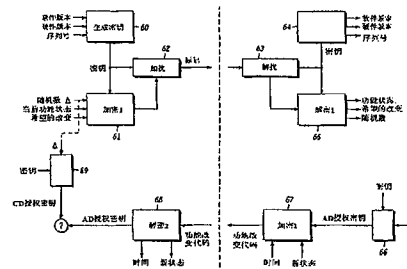 软件版本
硬件版本
序列号
生成密钥
60
密钥
62
加扰
标记
63
解扰
64
软件版本
硬件版本
序列号
密钥
随机数 Δ
当前功能状态
希望的改变
加密1
61
解密1
66
功能状态
希望的改变
随机数
Δ
密钥
69
CD授权密钥
?
AD授权密钥
68
解密2
功能改
变代码
时间
新状态
67
加密2
功能改
变代码
时间
新状态
AD授权密钥
密钥
66